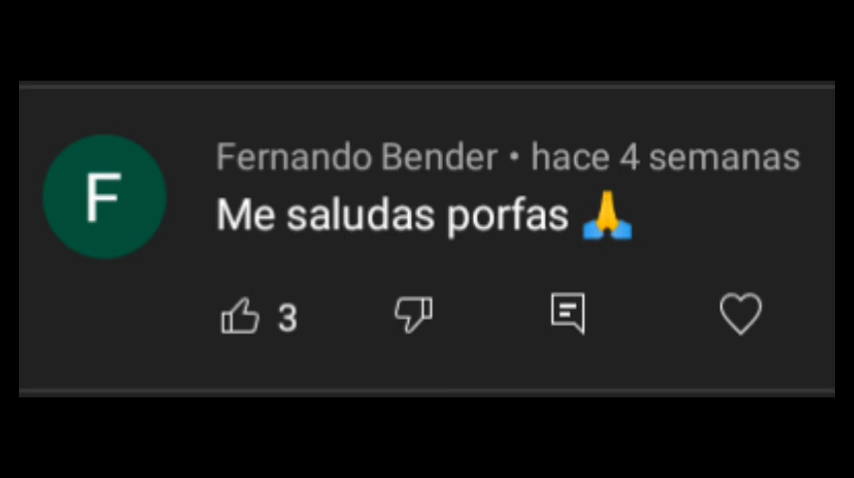 F
Fernando Bender • hace 4 semanas
Me saludas porfas 🙏
3